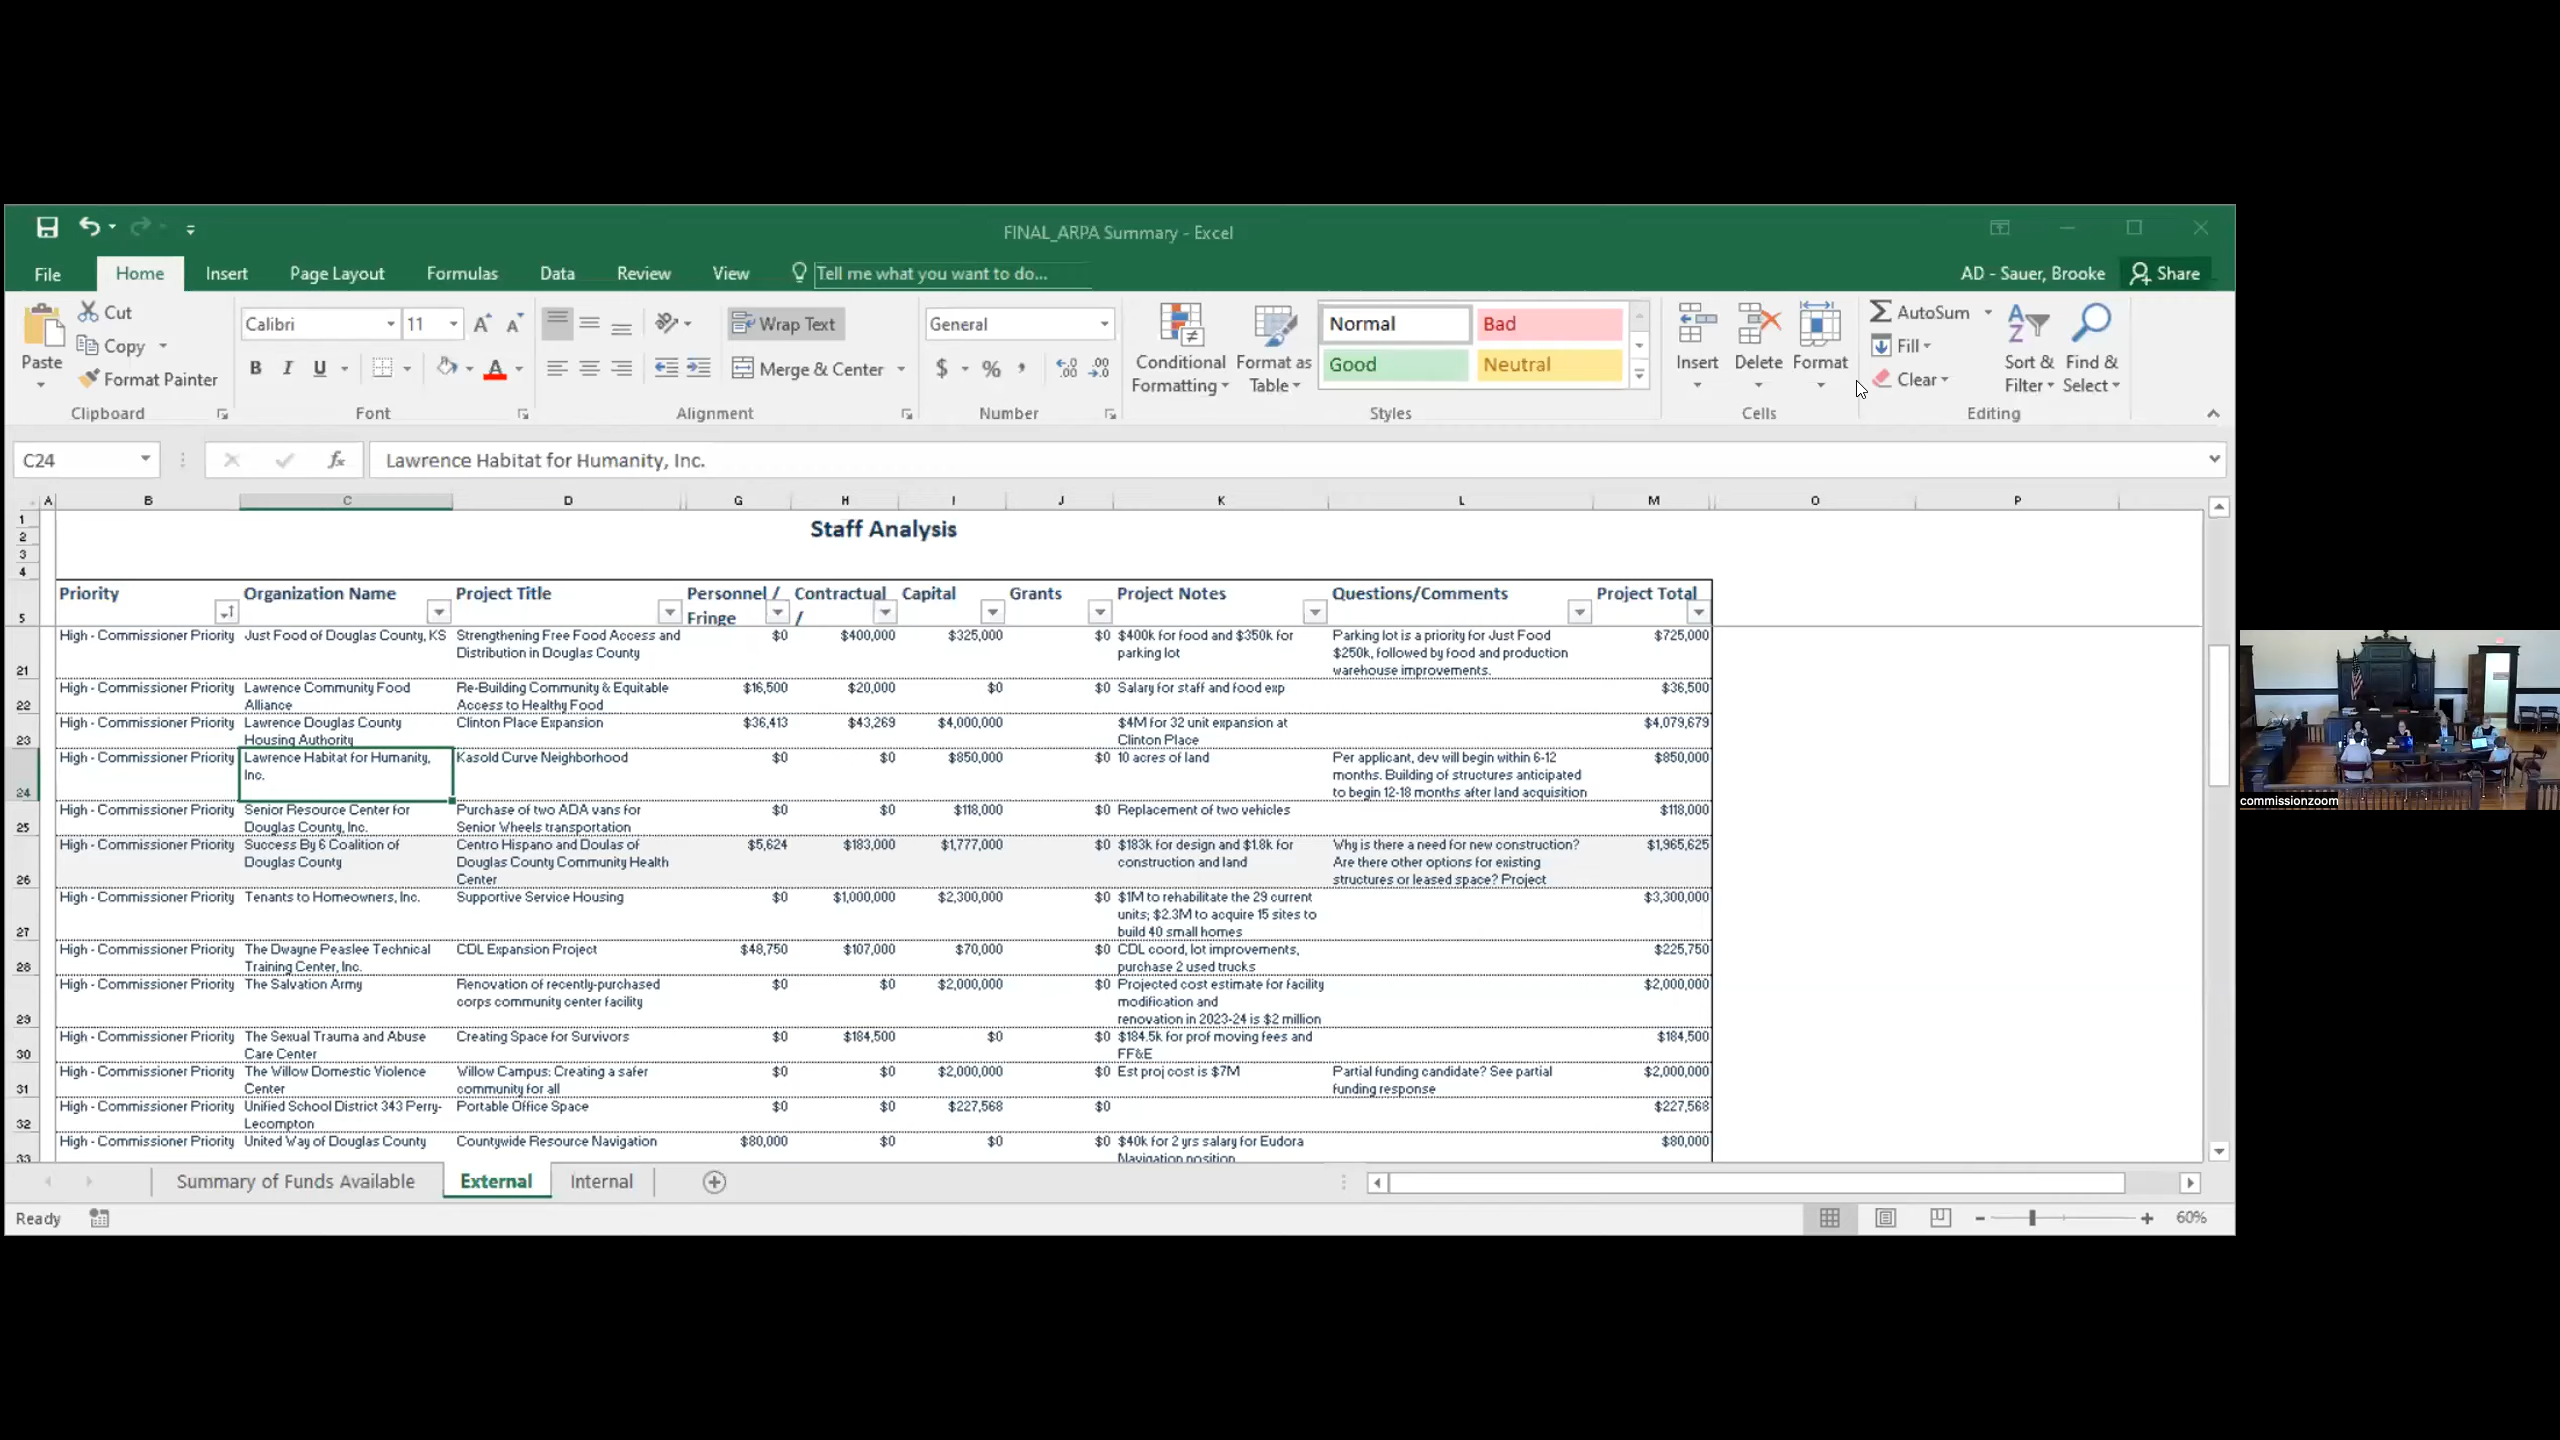 FINAL_ARPA Summary - Excel
File Home Insert Page Layout Formulas Data Review View Tell me what you want to do... AD - Sauer, Brooke Share
Paste Cut Copy Format Painter Clipboard
Calibri 11 B I U A Font
Wrap Text Merge & Center Alignment
General $ % , Number
Conditional Formatting Format as Table Normal Bad Good Neutral Styles
Insert Delete Format Cells
AutoSum Fill Clear Sort & Filter Find & Select Editing
C24 fx Lawrence Habitat for Humanity, Inc.
A B C D G H I J K L M O P
1
2 Staff Analysis
3
4
5 Priority Organization Name Project Title Personnel / Fringe Contractual / Capital Grants Project Notes Questions/Comments Project Total
21 High - Commissioner Priority Just Food of Douglas County, KS Strengthening Free Food Access and Distribution in Douglas County $0 $400,000 $325,000 $0 $400k for food and $350k for parking lot Parking lot is a priority for Just Food $250k, followed by food and production warehouse improvements. $725,000
22 High - Commissioner Priority Lawrence Community Food Alliance Re-Building Community & Equitable Access to Healthy Food $16,500 $20,000 $0 $0 Salary for staff and food exp $36,500
23 High - Commissioner Priority Lawrence Douglas County Housing Authority Clinton Place Expansion $36,413 $43,269 $4,000,000 $4M for 32 unit expansion at Clinton Place $4,079,679
24 High - Commissioner Priority Lawrence Habitat for Humanity, Inc. Kasold Curve Neighborhood $0 $0 $850,000 $0 10 acres of land Per applicant, dev will begin within 6-12 months. Building of structures anticipated to begin 12-18 months after land acquisition $850,000
25 High - Commissioner Priority Senior Resource Center for Douglas County, Inc. Purchase of two ADA vans for Senior Wheels transportation $0 $0 $118,000 $0 Replacement of two vehicles $118,000
26 High - Commissioner Priority Success By 6 Coalition of Douglas County Centro Hispano and Doulas of Douglas County Community Health Center $5,624 $183,000 $1,777,000 $0 $183k for design and $1.8k for construction and land Why is there a need for new construction? Are there other options for existing structures or leased space? Project $1,965,625
27 High - Commissioner Priority Tenants to Homeowners, Inc. Supportive Service Housing $0 $1,000,000 $2,300,000 $0 $1M to rehabilitate the 29 current units; $2.3M to acquire 15 sites to build 40 small homes $3,300,000
28 High - Commissioner Priority The Dwayne Peaslee Technical Training Center, Inc. CDL Expansion Project $48,750 $107,000 $70,000 $0 CDL coord, lot improvements, purchase 2 used trucks $225,750
29 High - Commissioner Priority The Salvation Army Renovation of recently-purchased corps community center facility $0 $0 $2,000,000 $0 Projected cost estimate for facility modification and renovation in 2023-24 is $2 million $2,000,000
30 High - Commissioner Priority The Sexual Trauma and Abuse Care Center Creating Space for Survivors $0 $184,500 $0 $0 $184.5k for prof moving fees and FF&E $184,500
31 High - Commissioner Priority The Willow Domestic Violence Center Willow Campus: Creating a safer community for all $0 $0 $2,000,000 $0 Est proj cost is $7M Partial funding candidate? See partial funding response $2,000,000
32 High - Commissioner Priority Unified School District 343 Perry-Lecompton Portable Office Space $0 $0 $227,568 $0 $227,568
33 High - Commissioner Priority United Way of Douglas County Countywide Resource Navigation $80,000 $0 $0 $0 $40k for 2 yrs salary for Eudora Navigation position $80,000
Summary of Funds Available External Internal
Ready 60%
commissionzoom